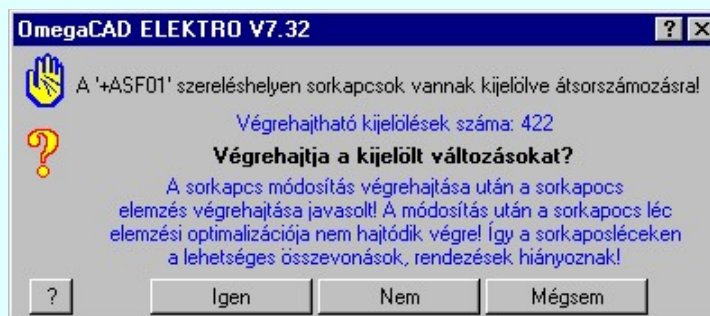 OmegaCAD ELEKTRO V7.32
A '+ASF01' szereléshelyen sorkapcsok vannak kijelölve átsorszámozásra!
Végrehajtható kijelölések száma: 422
Végrehajtja a kijelölt változásokat?
A sorkapcs módosítás végrehajtása után a sorkapocs
elemzés végrehajtása javasolt! A módosítás után a sorkapocs léc
elemzési optimalizációja nem hajtódik végre! Így a sorkaposléceken
a lehetséges összevonások, rendezések hiányoznak!
? Igen Nem Mégsem